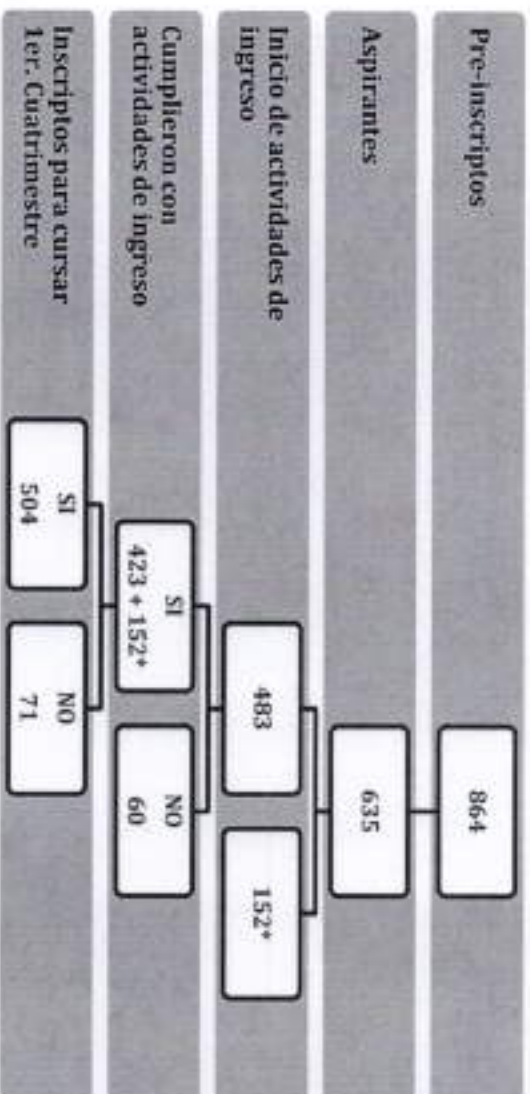 Pre-inscriptos
864
Aspirantes
635
Inicio de actividades de
ingreso
483
152*
Cumplieron con
actividades de ingreso
SI
423 + 152*
NO
60
Inscriptos para cursar
1er. Cuatrimestre
SI
504
NO
71